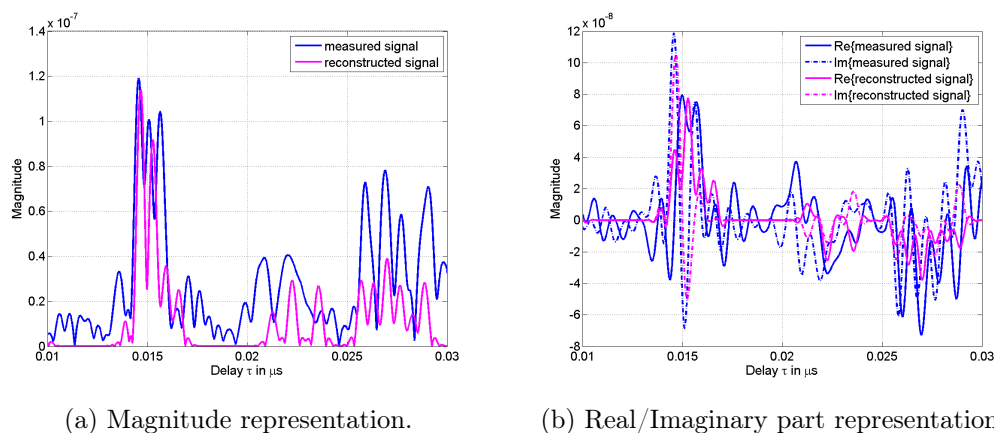 x 10⁻⁷
1.4
1.2
1
0.8
0.6
0.4
0.2
0
0.01
0.015
0.02
0.025
0.03
Magnitude
Delay τ in μs
measured signal
reconstructed signal
(a) Magnitude representation.
x 10⁻⁸
12
10
8
6
4
2
0
-2
-4
-6
-8
0.01
0.015
0.02
0.025
0.03
Magnitude
Delay τ in μs
Re{measured signal}
Im{measured signal}
Re{reconstructed signal}
Im{reconstructed signal}
(b) Real/Imaginary part representation